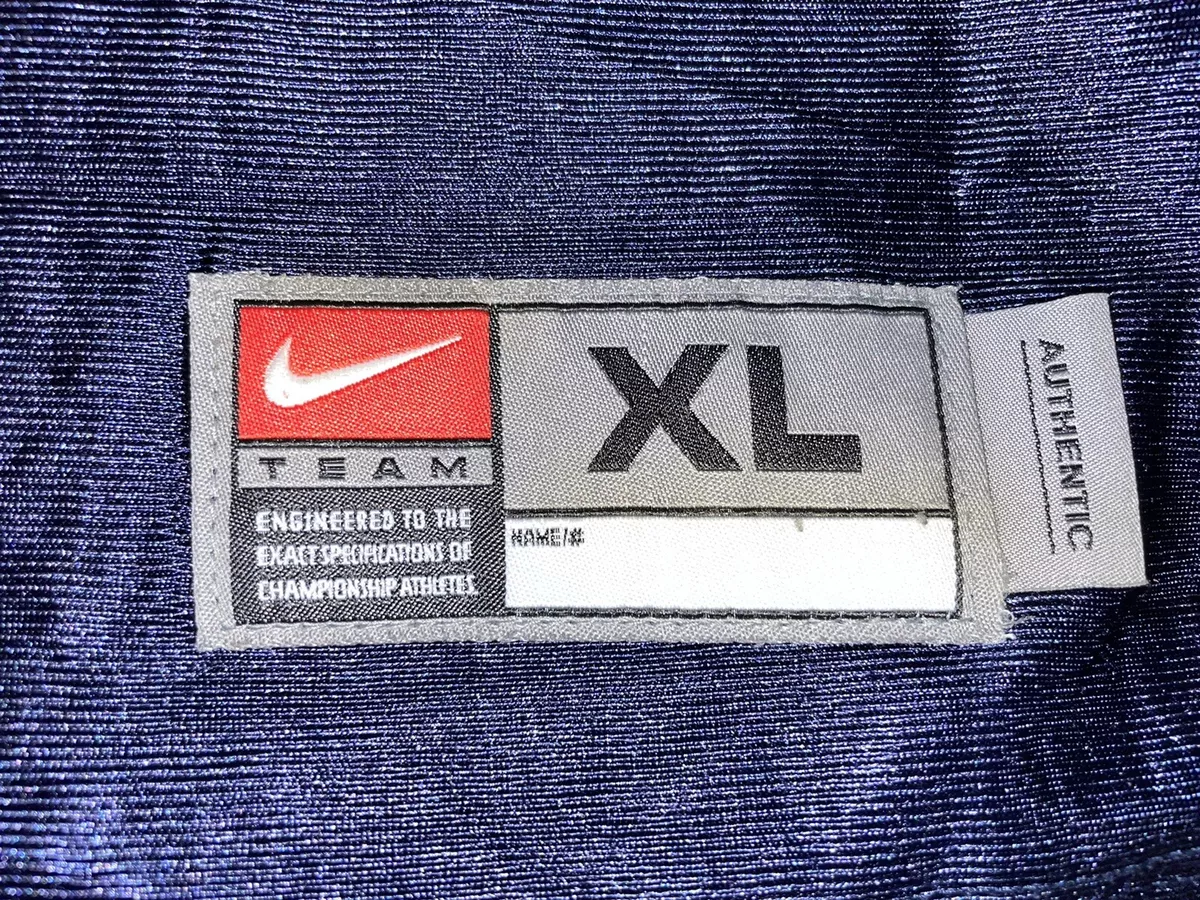 TEAM
ENGINEERED TO THE
EXACT SPECIFICATIONS OF
CHAMPIONSHIP ATHLETES.
XL
NAME/#
AUTHENTIC